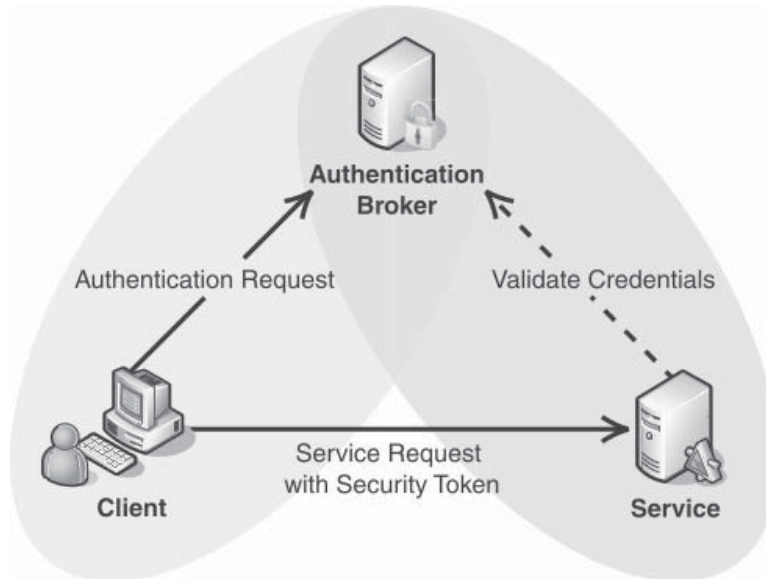 Authentication
Broker
Authentication Request
Validate Credentials
Service Request
with Security Token
Client
Service